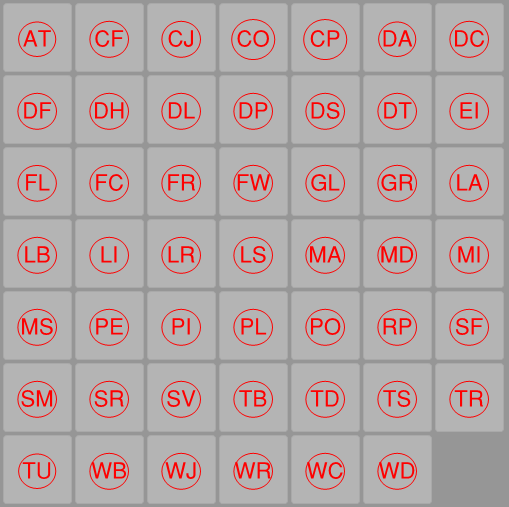 AT CF CJ CO CP DA DC
DF DH DL DP DS DT EI
FL FC FR FW GL GR LA
LB LI LR LS MA MD MI
MS PE PI PL PO RP SF
SM SR SV TB TD TS TR
TU WB WJ WR WC WD